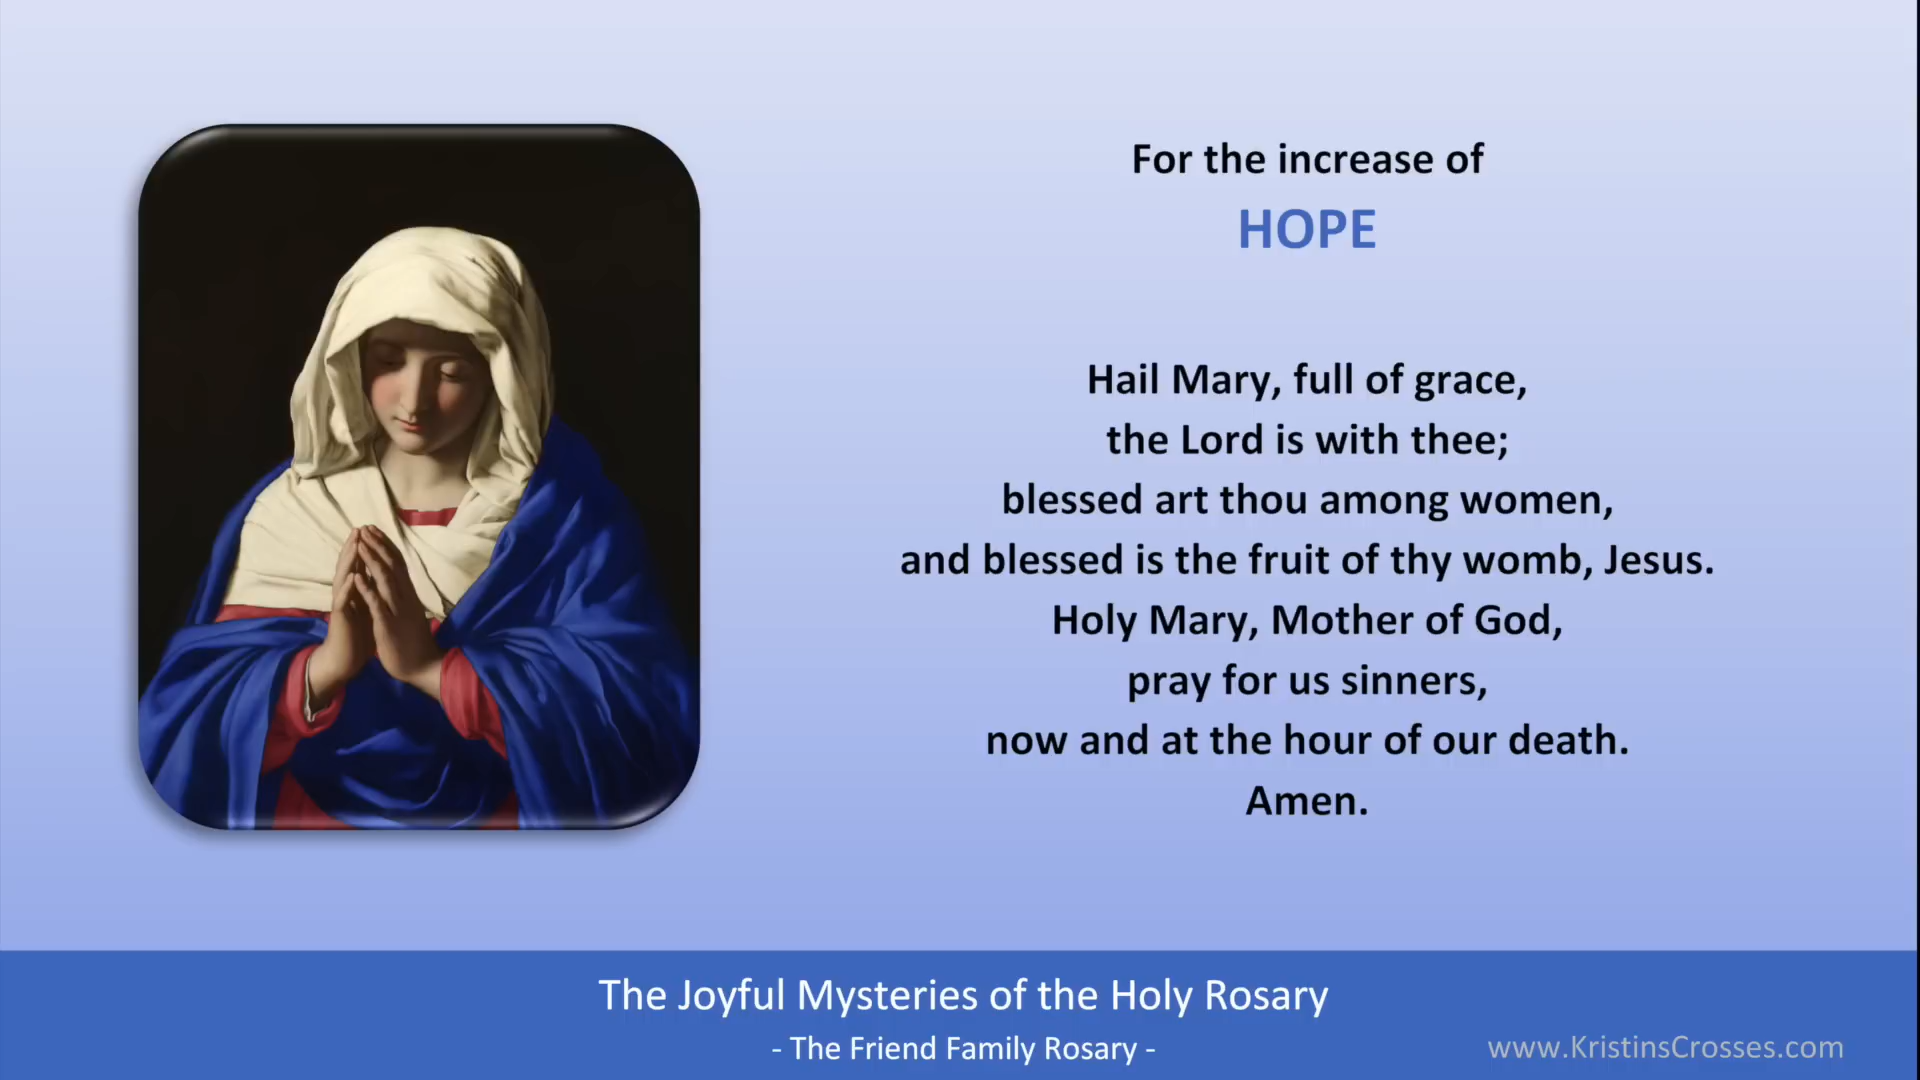 For the increase of
HOPE
Hail Mary, full of grace,
the Lord is with thee;
blessed art thou among women,
and blessed is the fruit of thy womb, Jesus.
Holy Mary, Mother of God,
pray for us sinners,
now and at the hour of our death.
Amen.
The Joyful Mysteries of the Holy Rosary
- The Friend Family Rosary -
www.KristinsCrosses.com